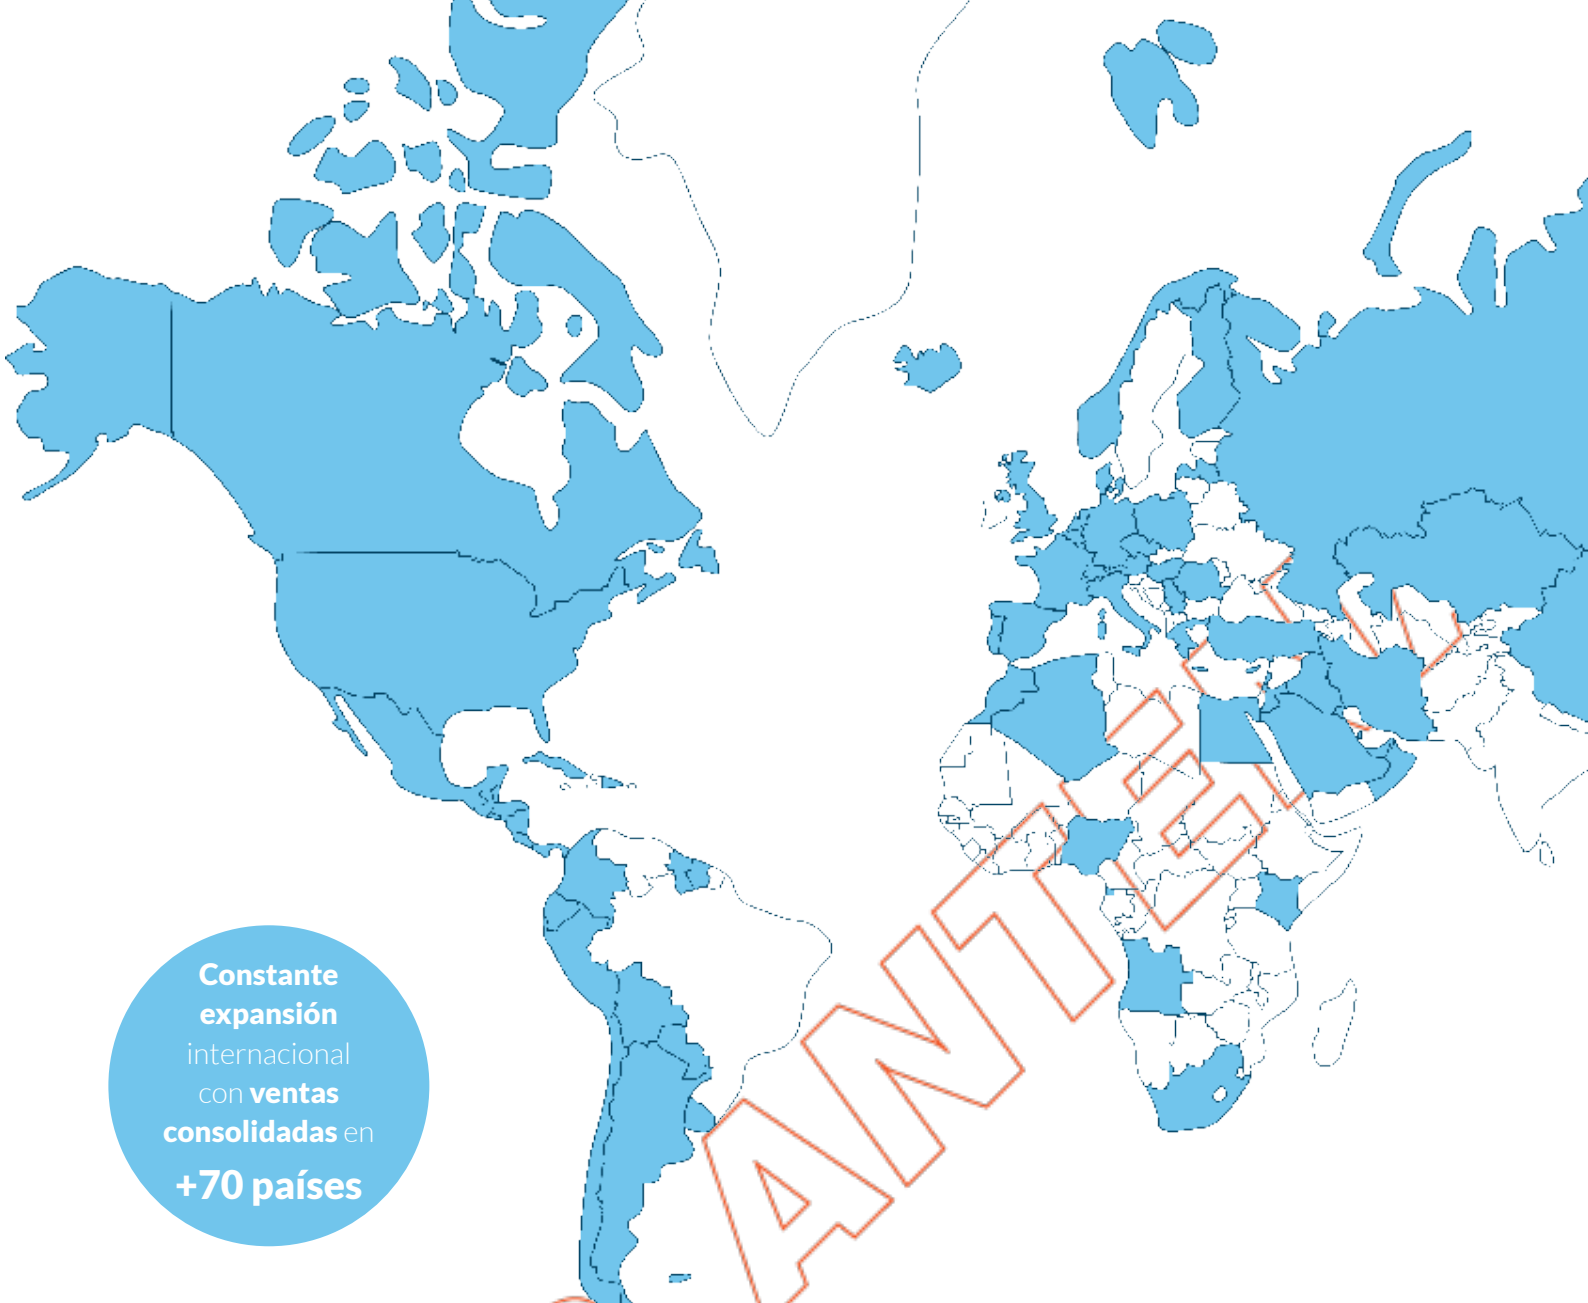 Constante
expansión
internacional
con ventas
consolidadas en
+70 países